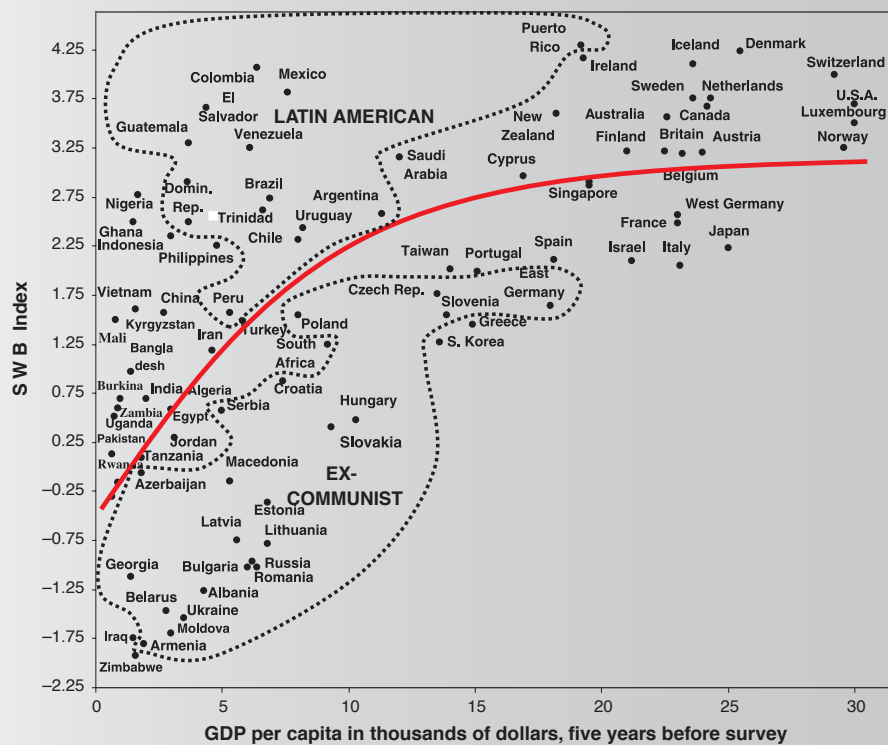 4.25
3.75
3.25
2.75
2.25
1.75
1.25
0.75
0.25
–0.25
–0.75
–1.25
–1.75
–2.25
SWB Index
Puerto
Rico
Ireland
Iceland
Denmark
Switzerland
Colombia
Mexico
El
Salvador
LATIN AMERICAN
Sweden
Netherlands
U.S.A.
Luxembourg
Guatemala
Venezuela
New
Zealand
Australia
Canada
Finland
Britain
Austria
Norway
Saudi
Arabia
Cyprus
Belgium
Singapore
Nigeria
Domin.
Rep.
Brazil
Trinidad
Argentina
Uruguay
Ghana
Indonesia
Philippines
Chile
West Germany
France
Japan
Israel
Italy
Taiwan
Portugal
Spain
East
Germany
Czech Rep.
Slovenia
Greece
S. Korea
Vietnam
China
Peru
Kyrgyzstan
Turkey
Poland
Mali
Iran
South
Africa
Bangla
desh
Croatia
Burkina
India
Algeria
Zambia
Egypt
Serbia
Uganda
Hungary
Pakistan
Jordan
Slovakia
Rwanda
Tanzania
Azerbaijan
Macedonia
EX-
COMMUNIST
Estonia
Latvia
Lithuania
Georgia
Bulgaria
Russia
Romania
Belarus
Albania
Ukraine
Iraq
Moldova
Armenia
Zimbabwe
0
5
10
15
20
25
30
GDP per capita in thousands of dollars, five years before survey